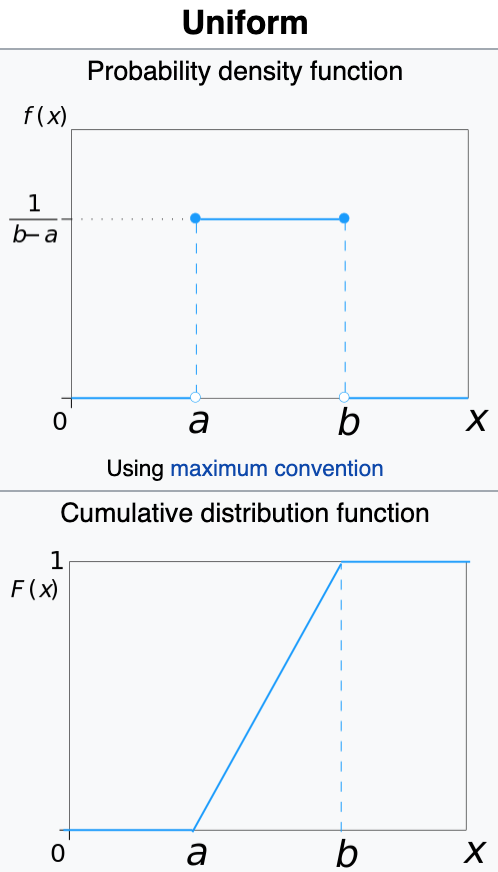 Uniform
Probability density function
f(x)
1
b–a
0
a
b
x
Using maximum convention
Cumulative distribution function
1
F(x)
0
a
b
x